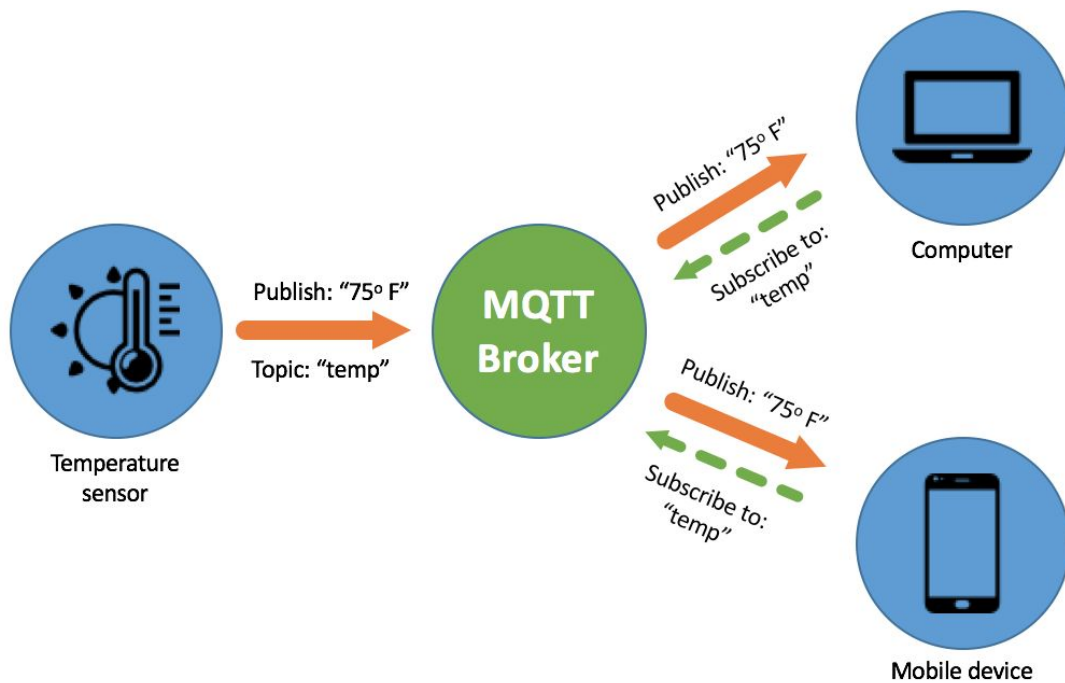 Publish: “75º F”
Topic: “temp”
Temperature
sensor
MQTT
Broker
Publish: “75º F”
Subscribe to:
“temp”
Computer
Publish: “75º F”
Subscribe to:
“temp”
Mobile device